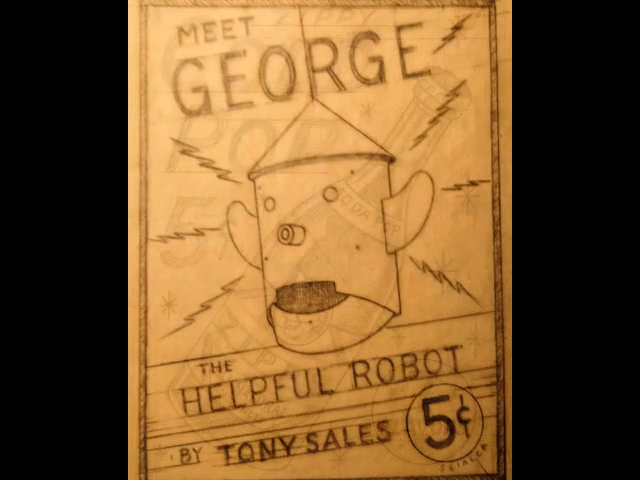 MEET
GEORGE
THE
HELPFUL ROBOT
BY TONY SALES
5¢